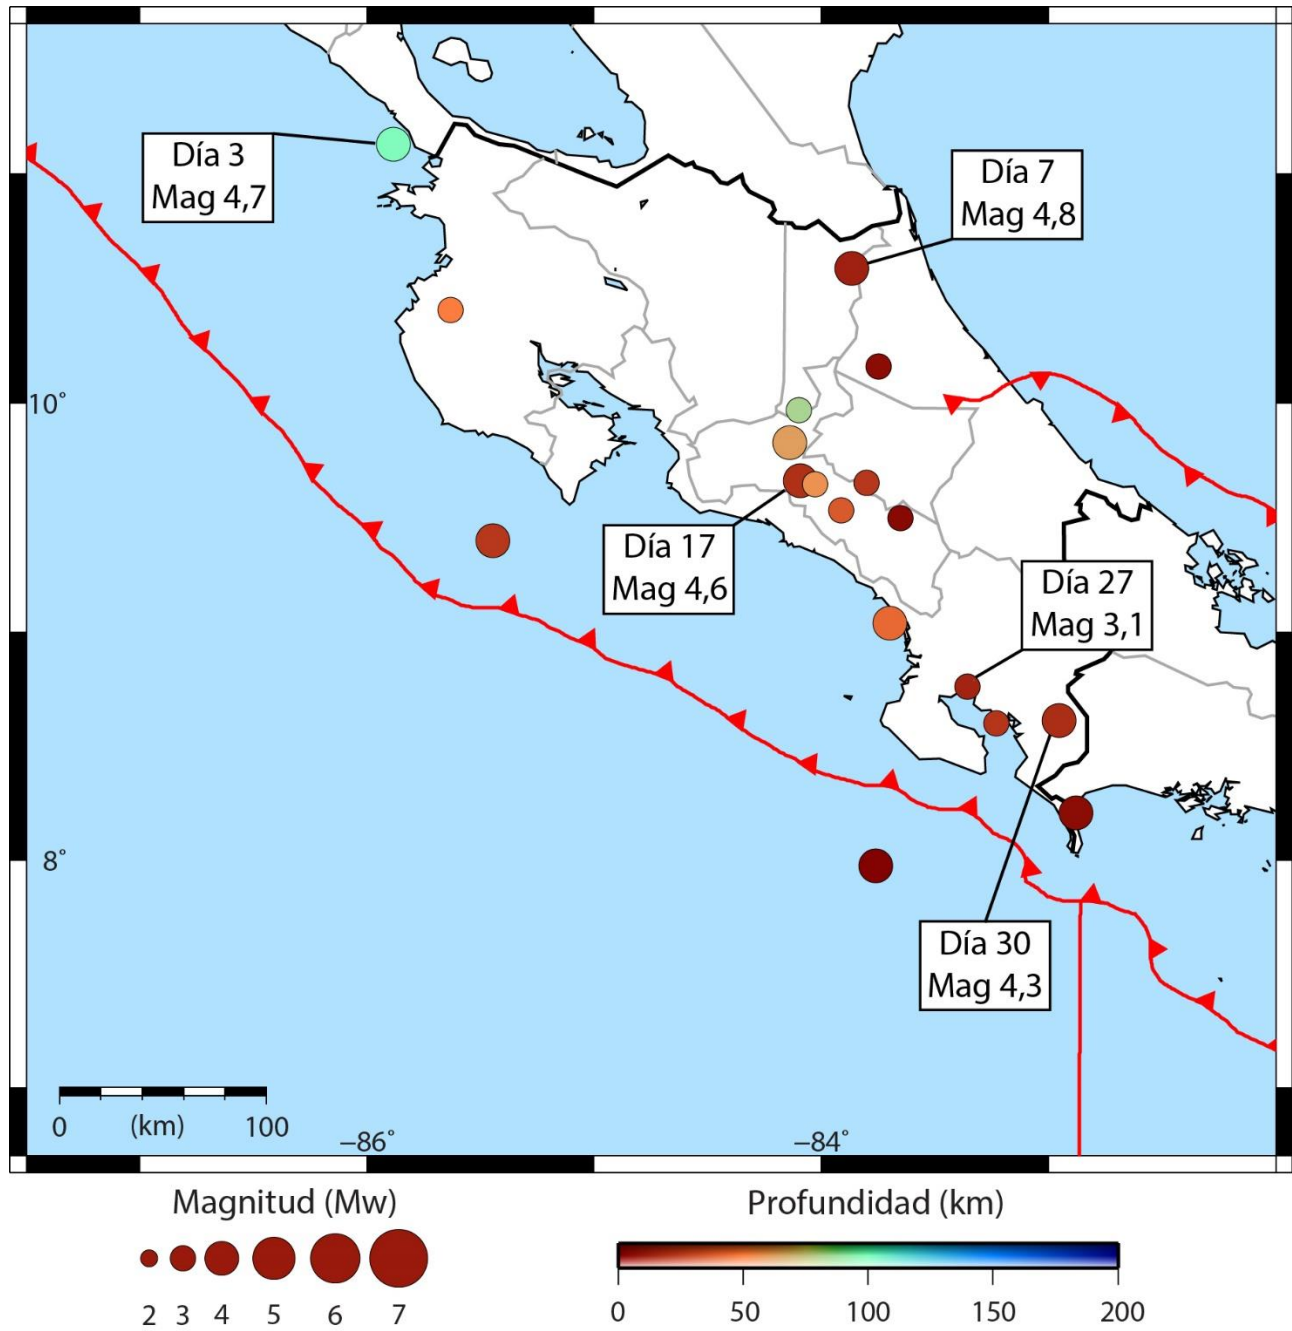 Día 3
Mag 4,7
Día 7
Mag 4,8
10°
Día 17
Mag 4,6
Día 27
Mag 3,1
8°
Día 30
Mag 4,3
0 (km) 100
−86°
−84°
Magnitud (Mw)
2 3 4 5 6 7
Profundidad (km)
0 50 100 150 200